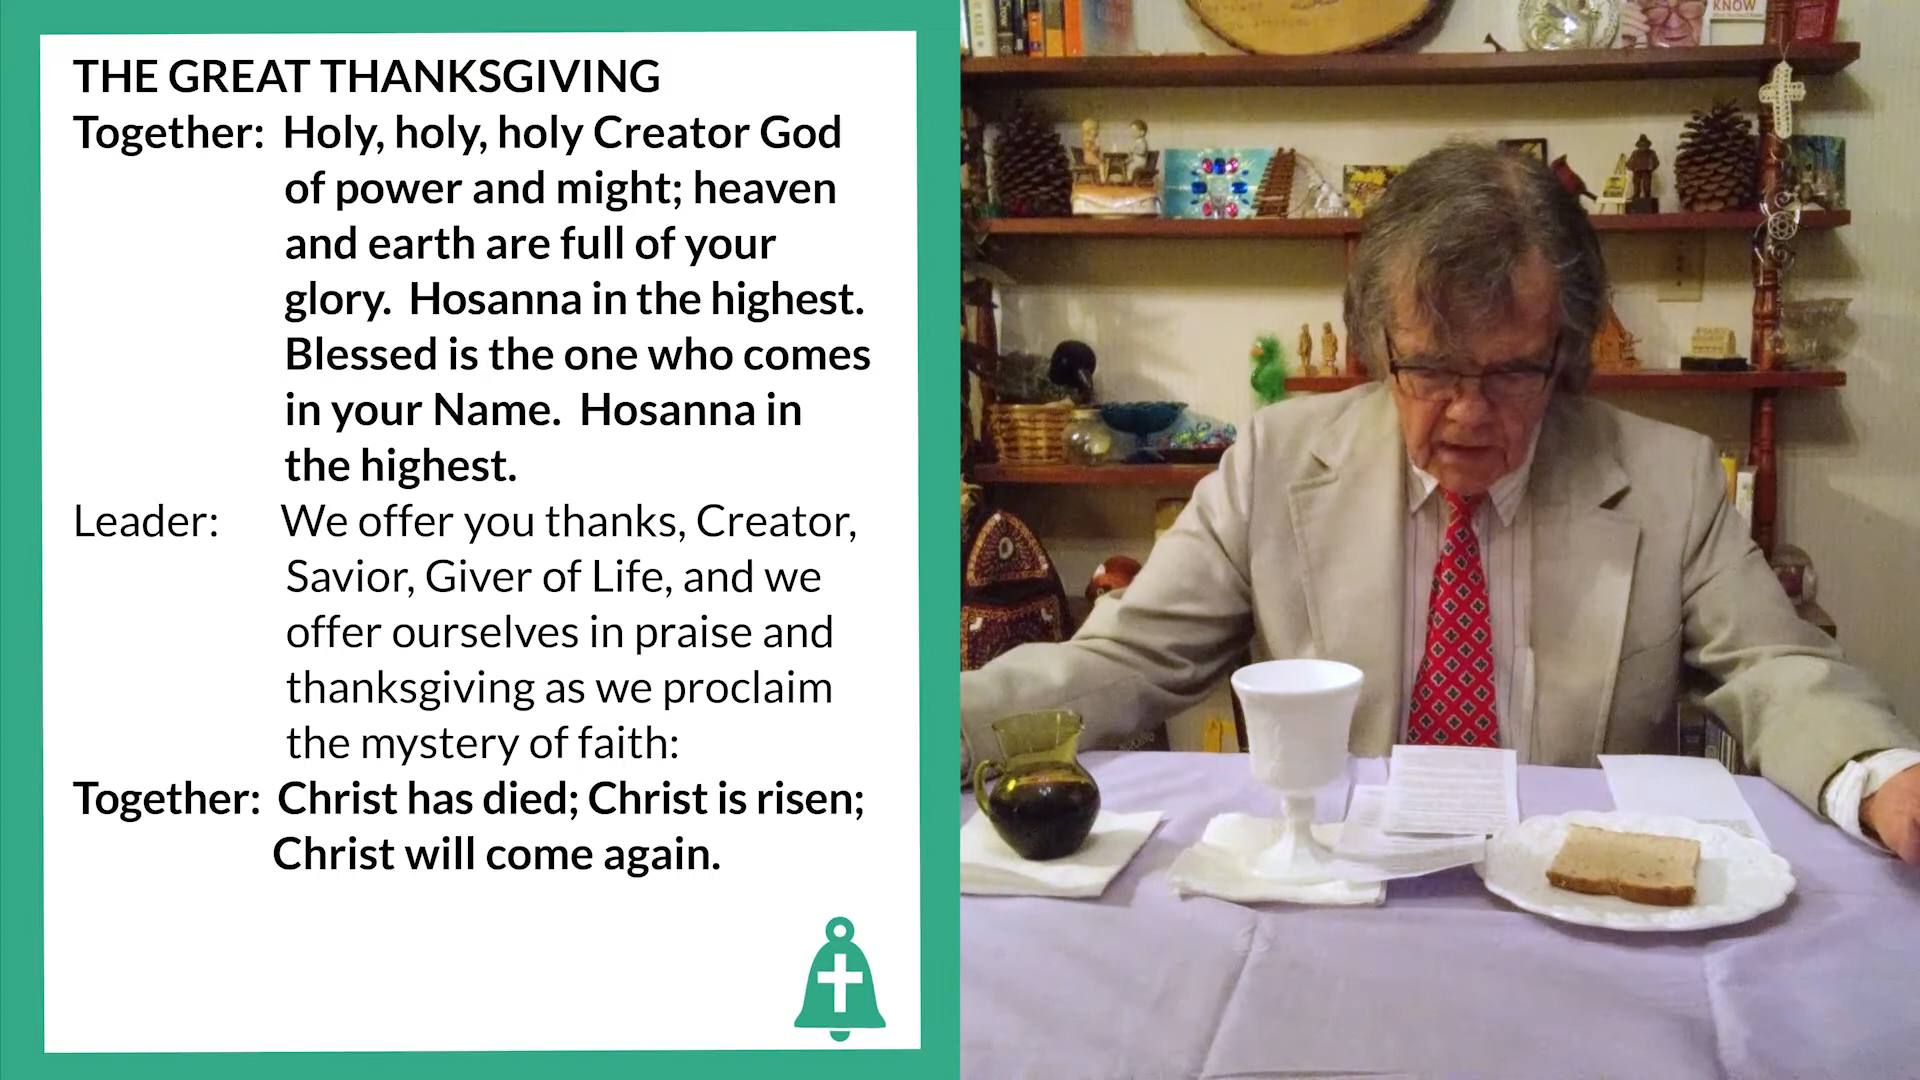 THE GREAT THANKSGIVING
Together: Holy, holy, holy Creator God
of power and might; heaven
and earth are full of your
glory. Hosanna in the highest.
Blessed is the one who comes
in your Name. Hosanna in
the highest.
Leader: We offer you thanks, Creator,
Savior, Giver of Life, and we
offer ourselves in praise and
thanksgiving as we proclaim
the mystery of faith:
Together: Christ has died; Christ is risen;
Christ will come again.
KNOW